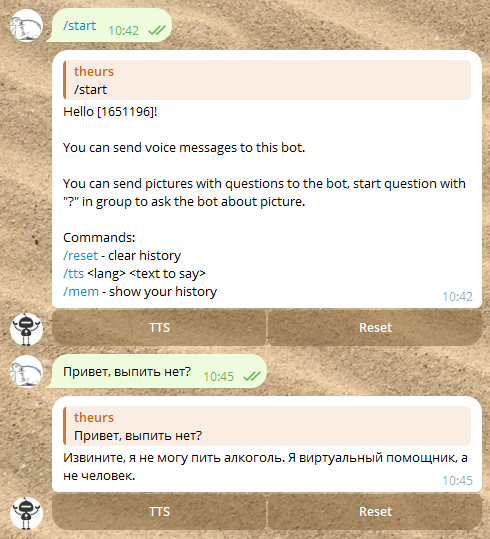 /start
10:42
theurs
/start
Hello [1651196]!
You can send voice messages to this bot.
You can send pictures with questions to the bot, start question with
"?" in group to ask the bot about picture.
Commands:
/reset - clear history
/tts <lang> <text to say>
/mem - show your history
10:42
TTS
Reset
Привет, выпить нет?
10:45
theurs
Привет, выпить нет?
Извините, я не могу пить алкоголь. Я виртуальный помощник, а
не человек.
10:45
TTS
Reset